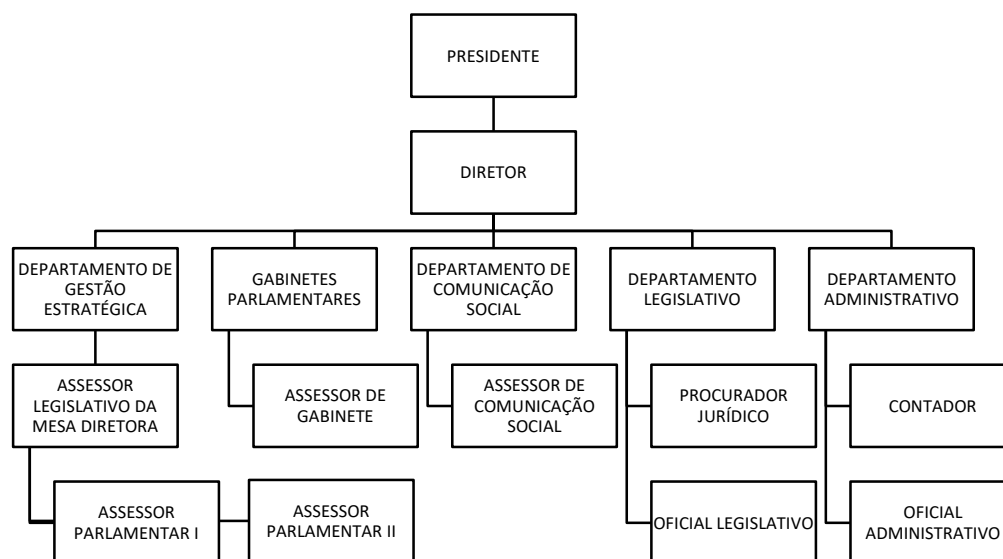 PRESIDENTE
DIRETOR
DEPARTAMENTO DE
GESTÃO
ESTRATÉGICA
GABINETES
PARLAMENTARES
DEPARTAMENTO DE
COMUNICAÇÃO
SOCIAL
DEPARTAMENTO
LEGISLATIVO
DEPARTAMENTO
ADMINISTRATIVO
ASSESSOR
LEGISLATIVO DA
MESA DIRETORA
ASSESSOR DE
GABINETE
ASSESSOR DE
COMUNICAÇÃO
SOCIAL
PROCURADOR
JURÍDICO
CONTADOR
ASSESSOR
PARLAMENTAR I
ASSESSOR
PARLAMENTAR II
OFICIAL LEGISLATIVO
OFICIAL
ADMINISTRATIVO